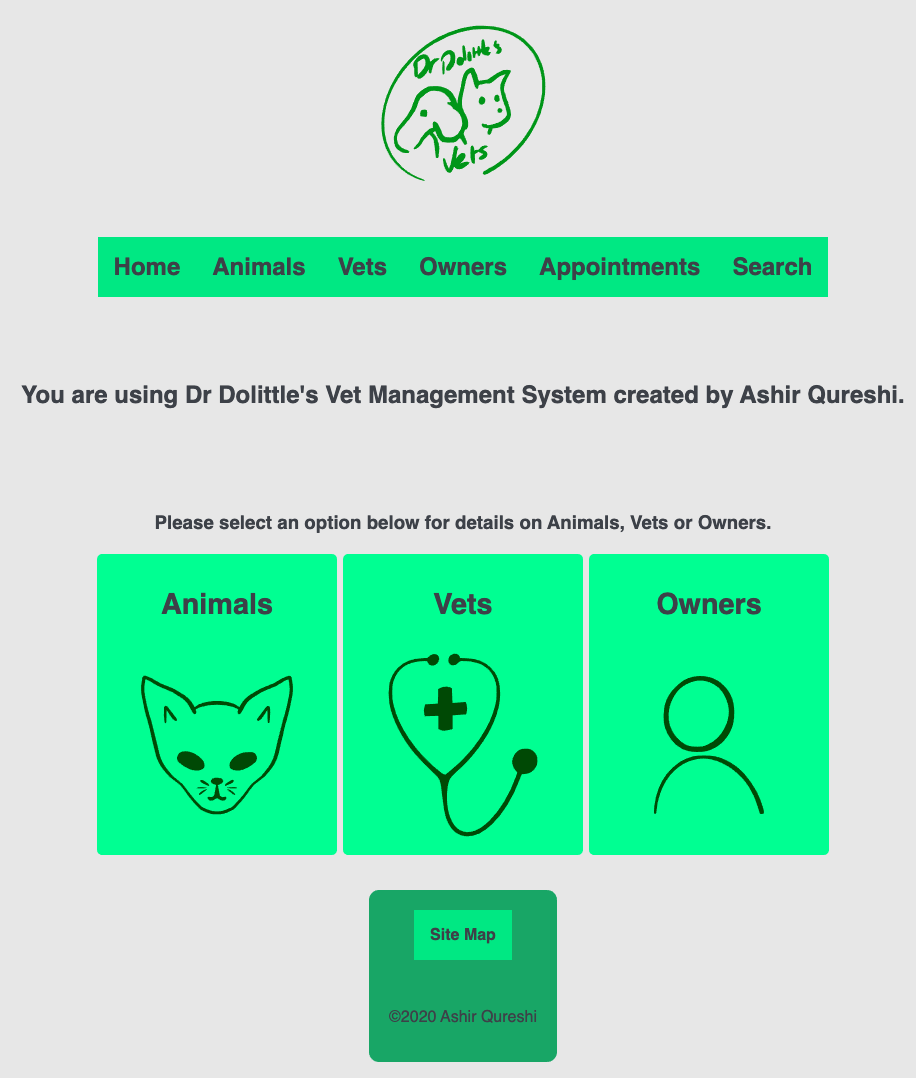 Dr Dolittle's
Vets
Home Animals Vets Owners Appointments Search
You are using Dr Dolittle's Vet Management System created by Ashir Qureshi.
Please select an option below for details on Animals, Vets or Owners.
Animals Vets Owners
Site Map
©2020 Ashir Qureshi